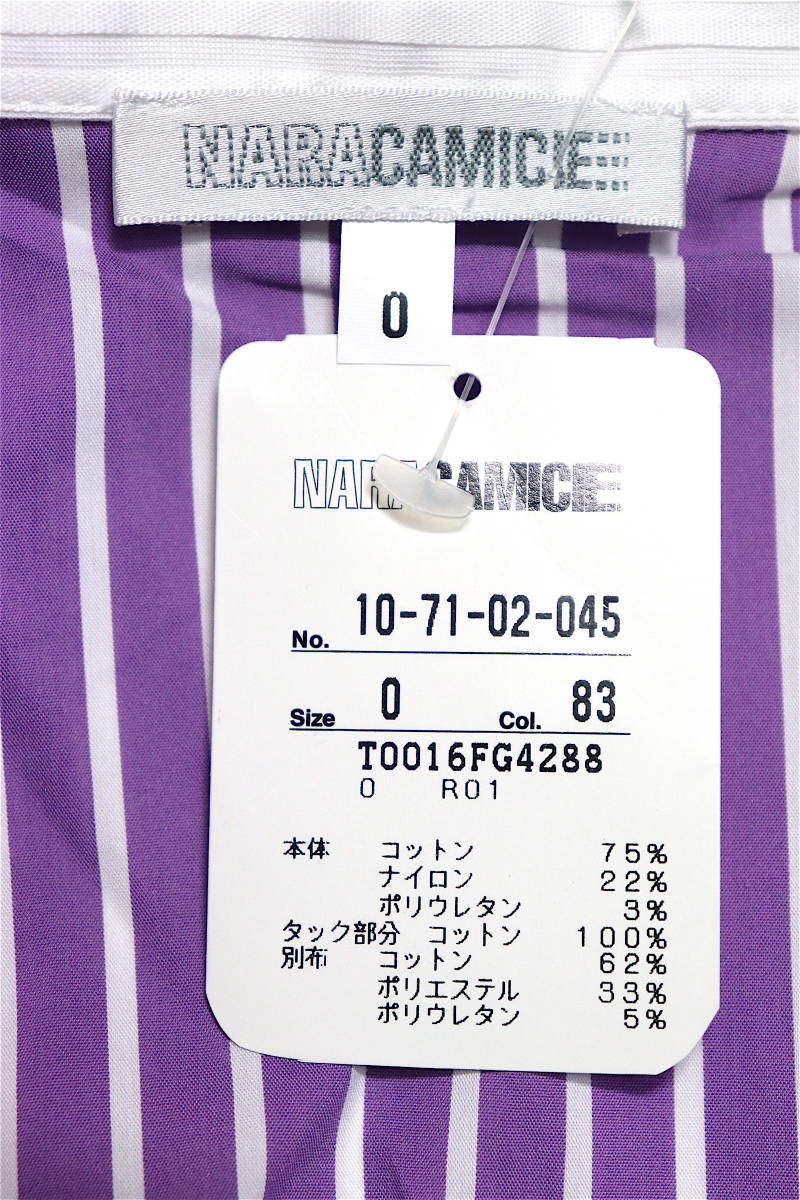 NARACAMICIE
0
NARACAMICIE
No. 10-71-02-045
Size 0 Col. 83
T0016FG4288
0 R01
本体 コットン 75%
ナイロン 22%
ポリウレタン 3%
タック部分 コットン 100%
別布 コットン 62%
ポリエステル 33%
ポリウレタン 5%